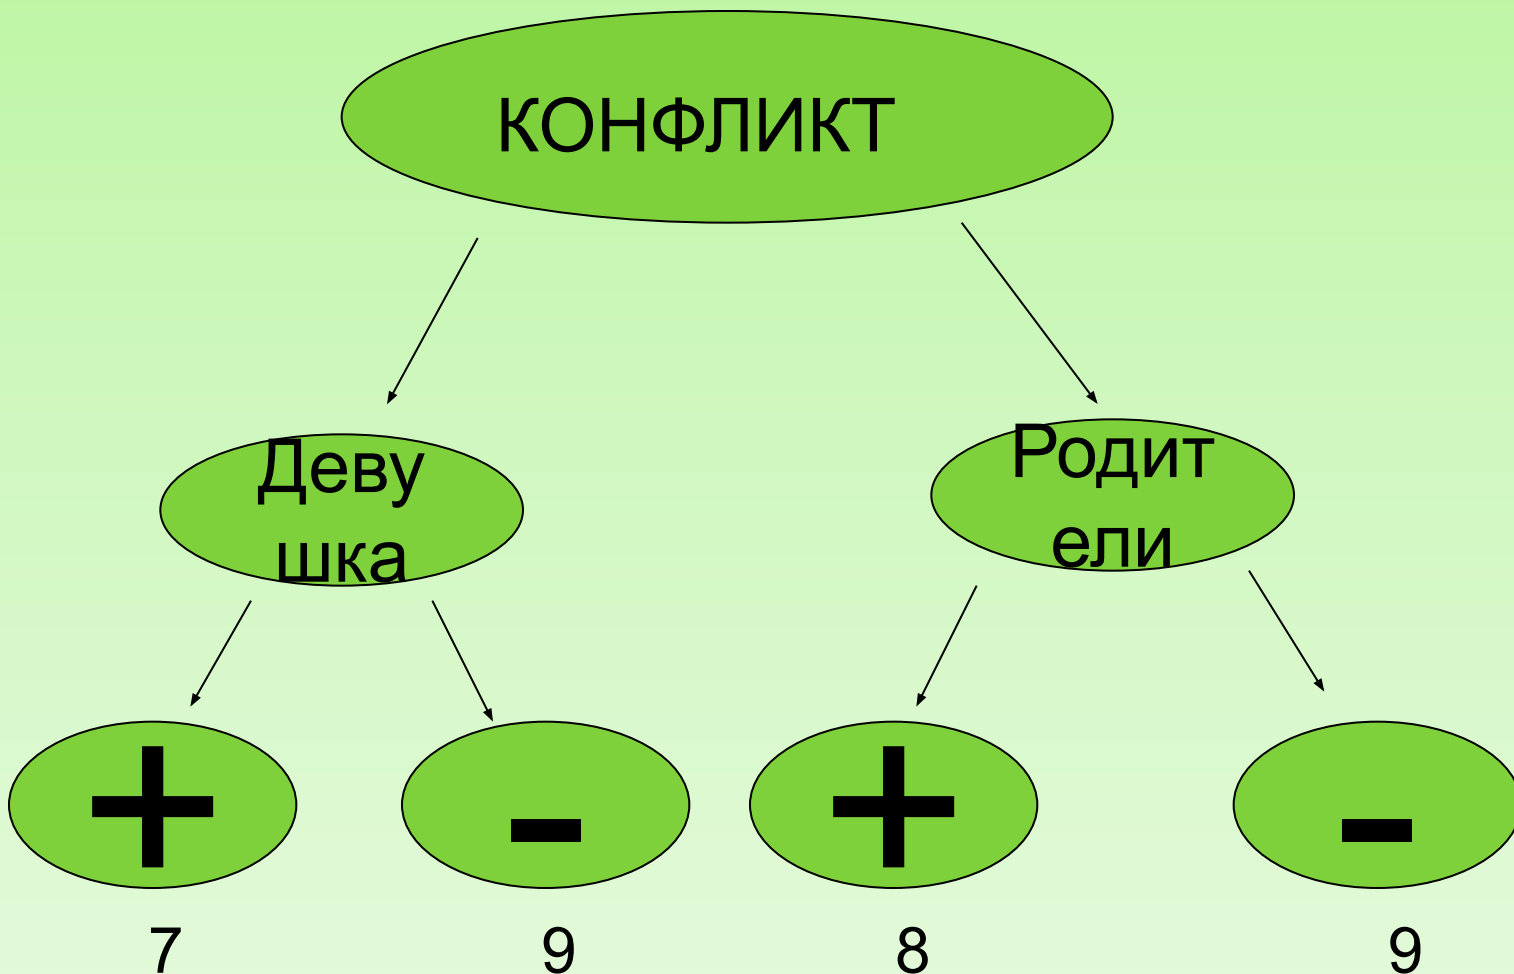 КОНФЛИКТ
Деву
шка
Родит
ели
+ - + -
7 9 8 9